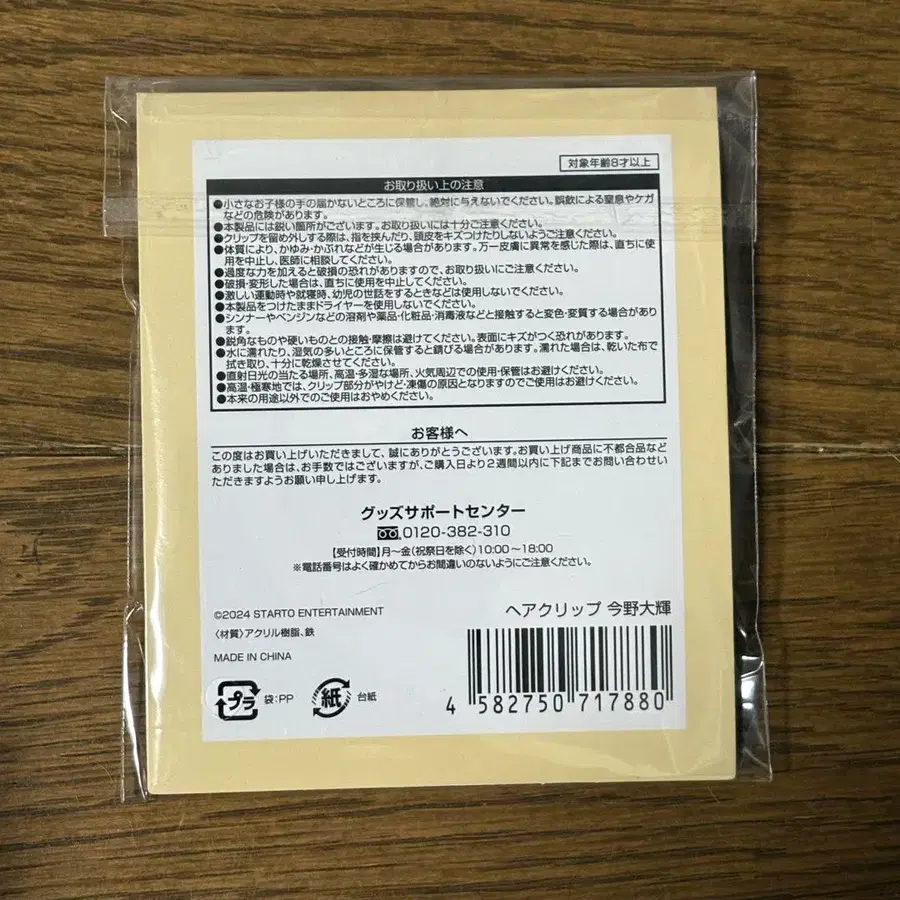 対象年齢8才以上
お取り扱い上の注意
●小さなお子様の手の届かないところに保管し、絶対に与えないでください。誤飲による窒息やケガ
などの危険があります。
●本製品には鋭い箇所がございます。お取り扱いには十分ご注意ください。
●クリップを留め外しする際は、指を挟んだり、頭皮をキズつけたりしないようご注意ください。
●体質により、かゆみ・かぶれなどが生じる場合があります。万一皮膚に異常を感じた際は、直ちに使
用を中止し、医師に相談してください。
●過度な力を加えると破損の恐れがありますので、お取り扱いにご注意ください。
●破損・変形した場合は、直ちに使用を中止してください。
●激しい運動時や就寝時、幼児の世話をするときなどは使用しないでください。
●本製品をつけたままドライヤーを使用しないでください。
●シンナーやベンジンなどの溶剤や薬品・化粧品・消毒液などと接触すると変色・変質する場合があり
ます。
●鋭角なものや硬いものとの接触・摩擦は避けてください。表面にキズがつく恐れがあります。
●水に濡れたり、湿気の多いところに保管すると錆びる場合があります。濡れた場合は、乾いた布で
拭き取り、十分に乾燥させてください。
●直射日光の当たる場所、高温・多湿な場所、火気周辺での使用・保管はお避けください。
●高温・極寒地では、クリップ部分がやけど・凍傷の原因となりますのでご使用はお避けください。
●本来の用途以外でのご使用はおやめください。
お客様へ
この度はお買い上げいただきまして、誠にありがとうございます。お買い上げ商品に不都合品など
ありました場合は、お手数ではございますが、ご購入日より2週間以内に下記までお問い合わせい
ただきますようお願い申し上げます。
グッズサポートセンター
0120-382-310
【受付時間】月~金(祝祭日を除く)10:00~18:00
※電話番号はよく確かめてからお間違いのないようにご注意ください。
©2024 STARTO ENTERTAINMENT
ヘアクリップ 今野大輝
〈材質〉アクリル樹脂、鉄
MADE IN CHINA
プラ 袋:PP 紙 台紙
4 582750 717880